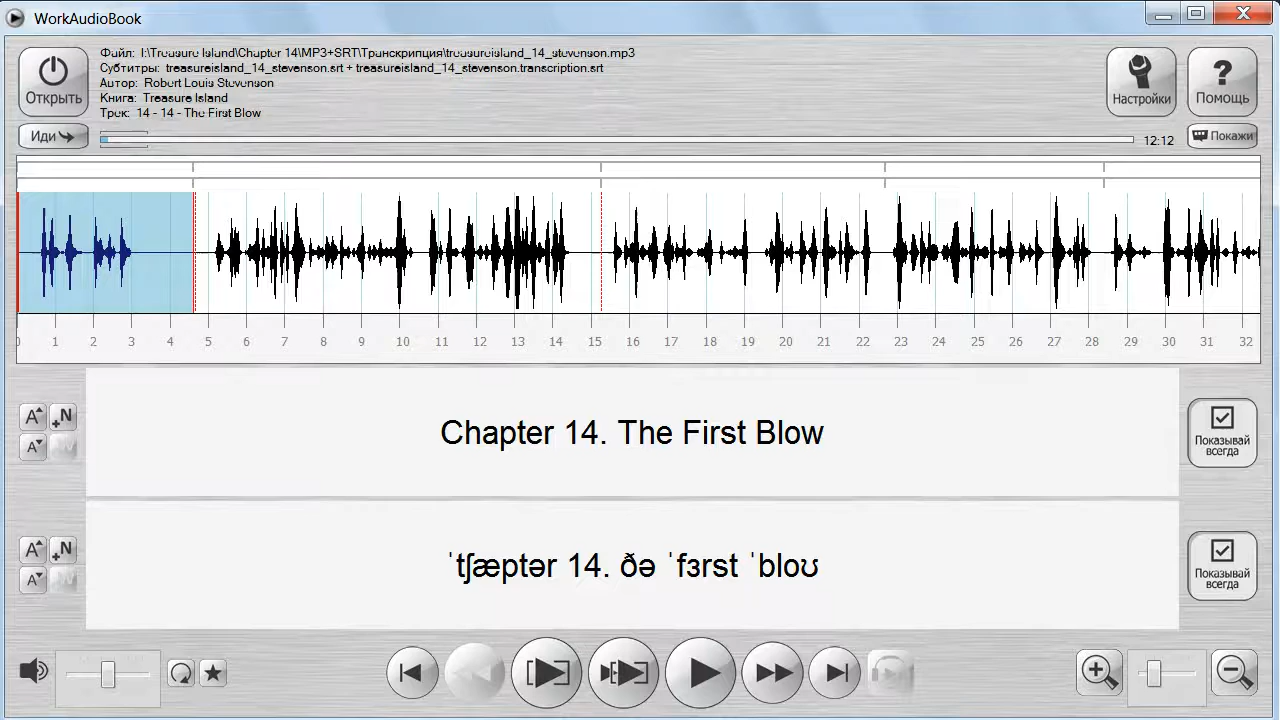 WorkAudioBook
Открыть
Файл: I:\Treasure Island\Chapter 14\MP3+SRT\Транскрипция\treasureisland_14_stevenson.mp3
Субтитры: treasureisland_14_stevenson.srt + treasureisland_14_stevenson.transcription.srt
Автор: Robert Louis Stevenson
Книга: Treasure Island
Трек: 14 - 14 - The First Blow
Настройки
?
Помощь
Иди
12:12
Покажи
0 1 2 3 4 5 6 7 8 9 10 11 12 13 14 15 16 17 18 19 20 21 22 23 24 25 26 27 28 29 30 31 32
A +N
A
Chapter 14. The First Blow
Показывай
всегда
A +N
A
ˈtʃæptər 14. ðə ˈfɜrst ˈbloʊ
Показывай
всегда